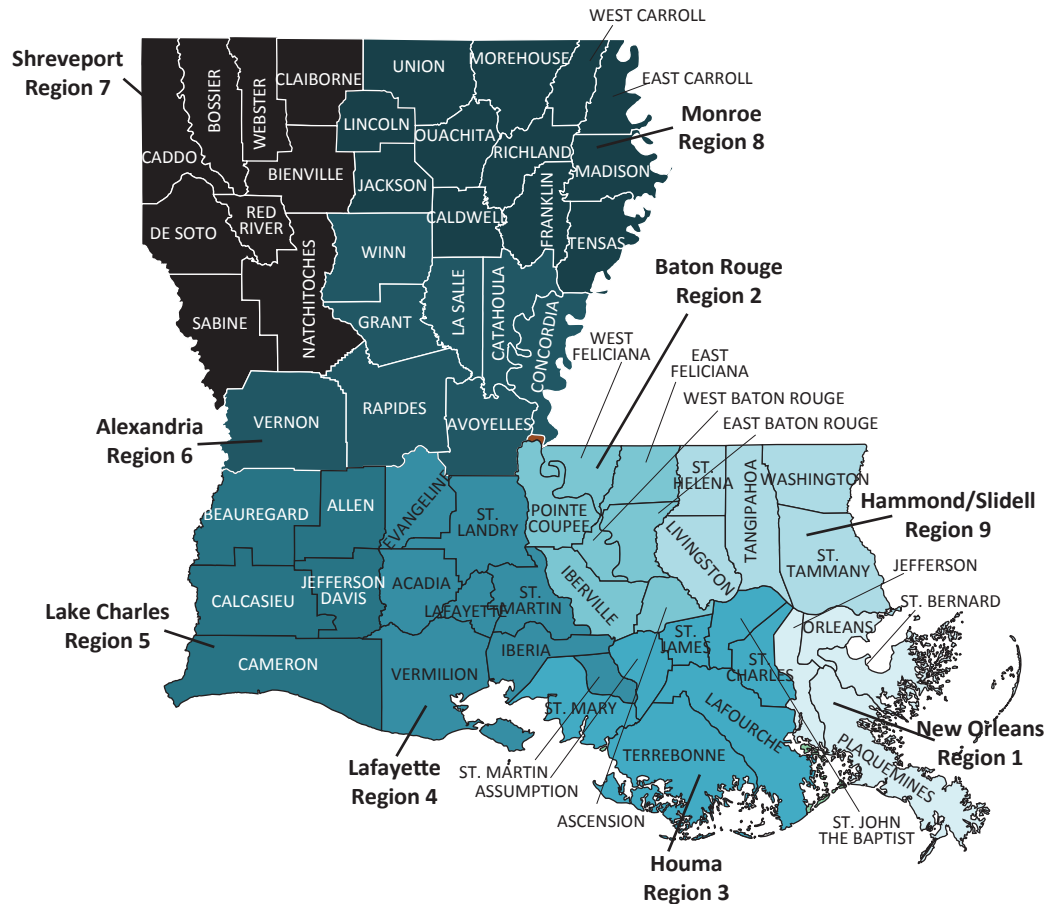 WEST CARROLL
Shreveport
Region 7
CLAIBORNE
UNION
MOREHOUSE
EAST CARROLL
BOSSIER
WEBSTER
LINCOLN
OUACHITA
Monroe
Region 8
CADDO
RICHLAND
BIENVILLE
JACKSON
MADISON
FRANKLIN
RED
RIVER
CALDWELL
DE SOTO
TENSAS
WINN
NATCHITOCHES
LA SALLE
CATAHOULA
Baton Rouge
Region 2
SABINE
GRANT
CONCORDIA
WEST
FELICIANA
EAST
FELICIANA
WEST BATON ROUGE
VERNON
RAPIDES
AVOYELLES
EAST BATON ROUGE
Alexandria
Region 6
ST.
HELENA
WASHINGTON
TANGIPAHOA
BEAUREGARD
ALLEN
EVANGELINE
ST.
LANDRY
POINTE
COUPEE
Hammond/Slidell
Region 9
LIVINGSTON
ST.
TAMMANY
JEFFERSON
CALCASIEU
JEFFERSON
DAVIS
ACADIA
LAFAYETTE
ST.
MARTIN
IBERVILLE
ST. BERNARD
Lake Charles
Region 5
ORLEANS
ST.
JAMES
CAMERON
VERMILION
IBERIA
ST.
CHARLES
ST. MARY
LAFOURCHE
New Orleans
Region 1
PLAQUEMINES
TERREBONNE
Lafayette
Region 4
ST. MARTIN
ASSUMPTION
ASCENSION
ST. JOHN
THE BAPTIST
Houma
Region 3